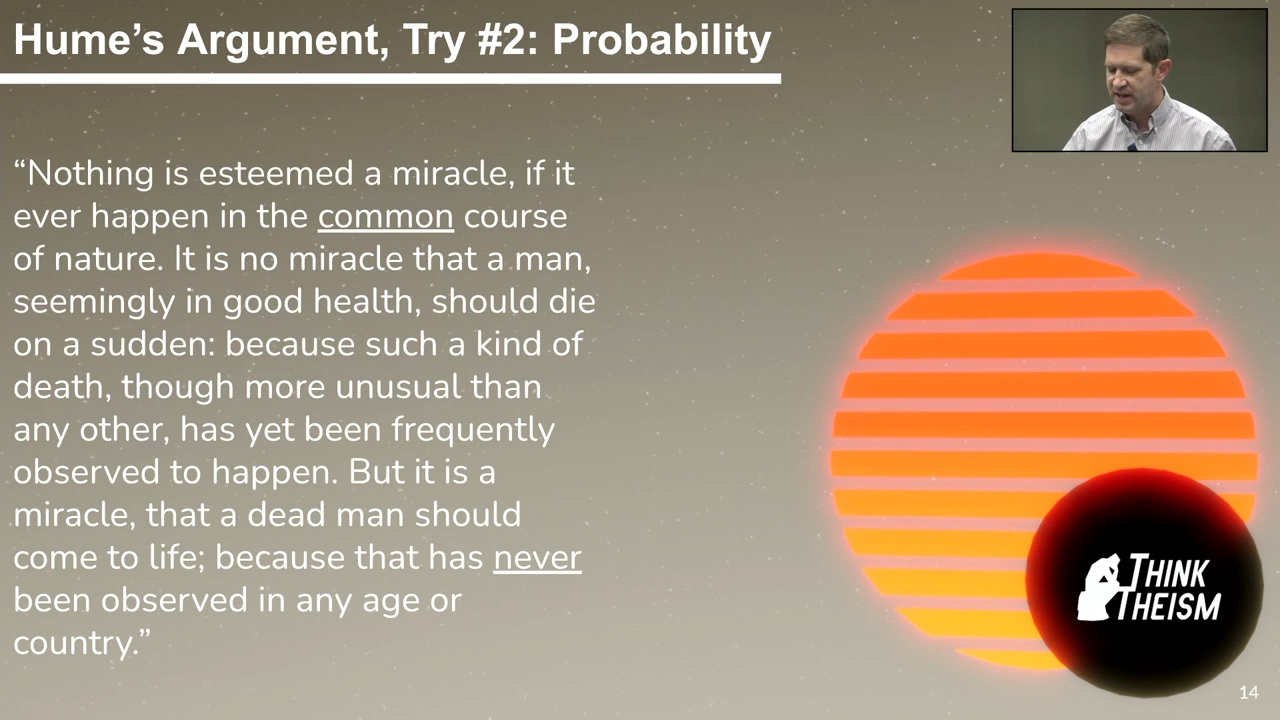 Hume’s Argument, Try #2: Probability
“Nothing is esteemed a miracle, if it
ever happen in the common course
of nature. It is no miracle that a man,
seemingly in good health, should die
on a sudden: because such a kind of
death, though more unusual than
any other, has yet been frequently
observed to happen. But it is a
miracle, that a dead man should
come to life; because that has never
been observed in any age or
country.”
THINK
THEISM
14